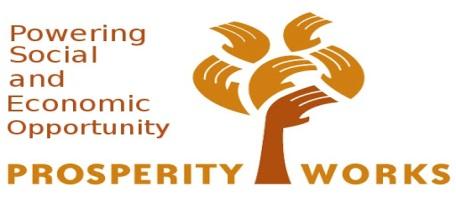 Powering
Social
and
Economic
Opportunity
PROSPERITY WORKS